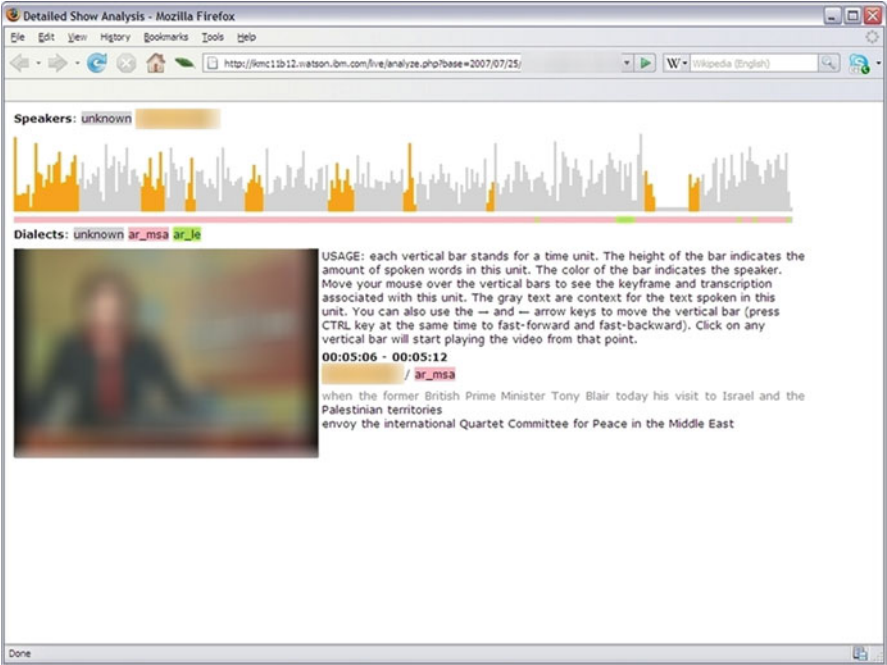 Detailed Show Analysis - Mozilla Firefox
File Edit View History Bookmarks Tools Help
http://kmc11b12.watson.ibm.com/live/analyze.php?base=2007/07/25/ W Wikipedia (English)
Speakers: unknown
Dialects: unknown ar_msa ar_le
USAGE: each vertical bar stands for a time unit. The height of the bar indicates the
amount of spoken words in this unit. The color of the bar indicates the speaker.
Move your mouse over the vertical bars to see the keyframe and transcription
associated with this unit. The gray text are context for the text spoken in this
unit. You can also use the → and ← arrow keys to move the vertical bar (press
CTRL key at the same time to fast-forward and fast-backward). Click on any
vertical bar will start playing the video from that point.
00:05:06 - 00:05:12
/ ar_msa
when the former British Prime Minister Tony Blair today his visit to Israel and the
Palestinian territories
envoy the international Quartet Committee for Peace in the Middle East
Done